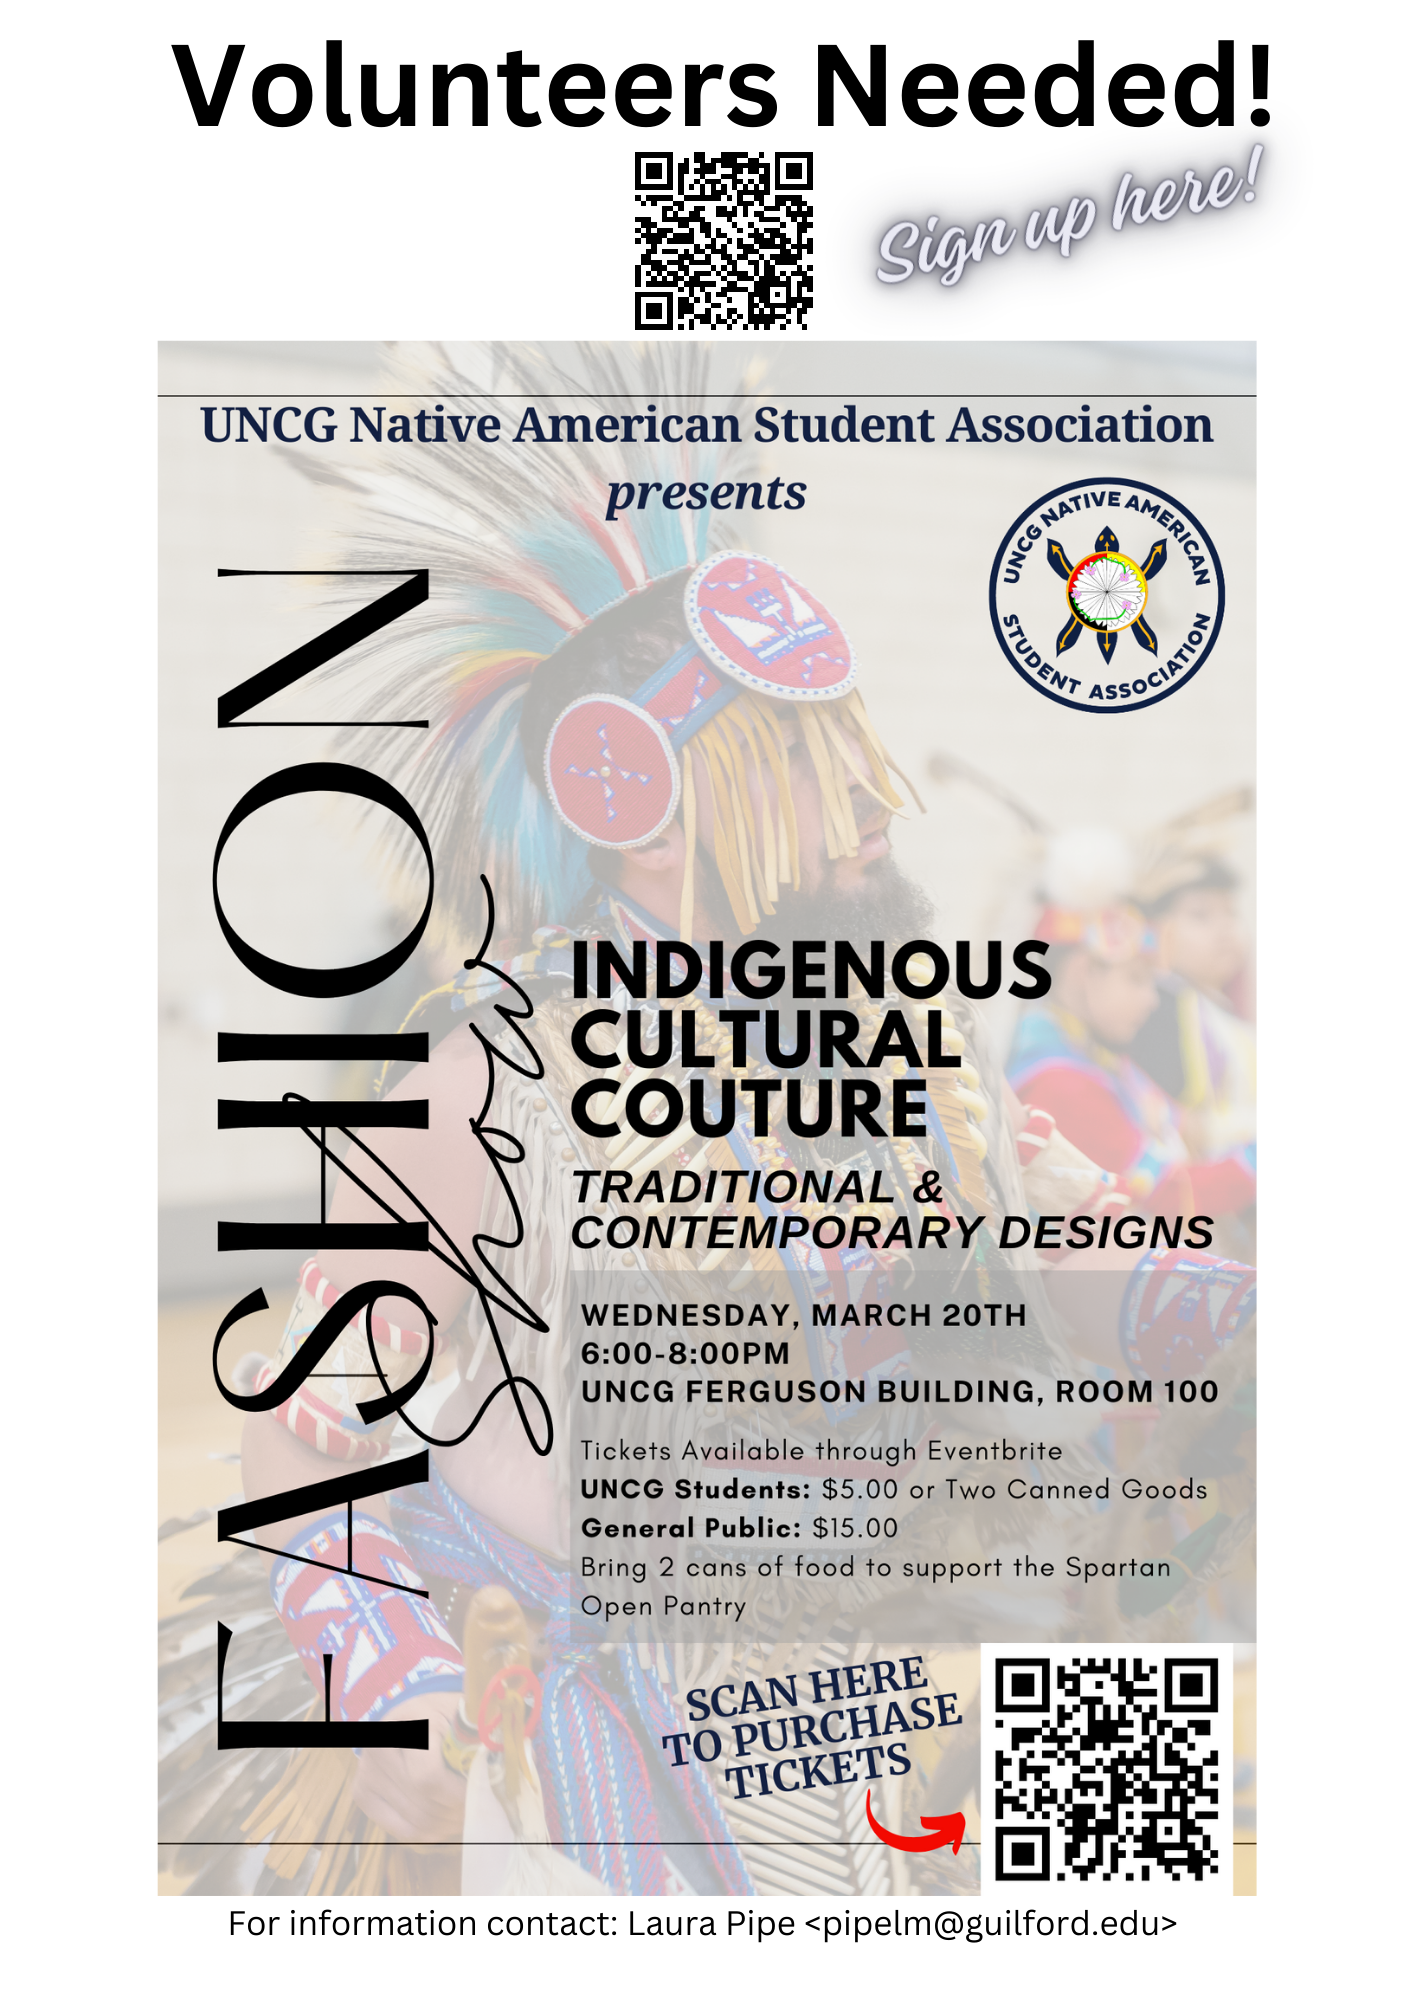 Volunteers Needed!
Sign up here!
UNCG Native American Student Association
presents
UNCG NATIVE AMERICAN
STUDENT ASSOCIATION
FASHION
Show
INDIGENOUS
CULTURAL
COUTURE
TRADITIONAL &
CONTEMPORARY DESIGNS
WEDNESDAY, MARCH 20TH
6:00-8:00PM
UNCG FERGUSON BUILDING, ROOM 100
Tickets Available through Eventbrite
UNCG Students: $5.00 or Two Canned Goods
General Public: $15.00
Bring 2 cans of food to support the Spartan
Open Pantry
SCAN HERE
TO PURCHASE
TICKETS
For information contact: Laura Pipe <pipelm@guilford.edu>